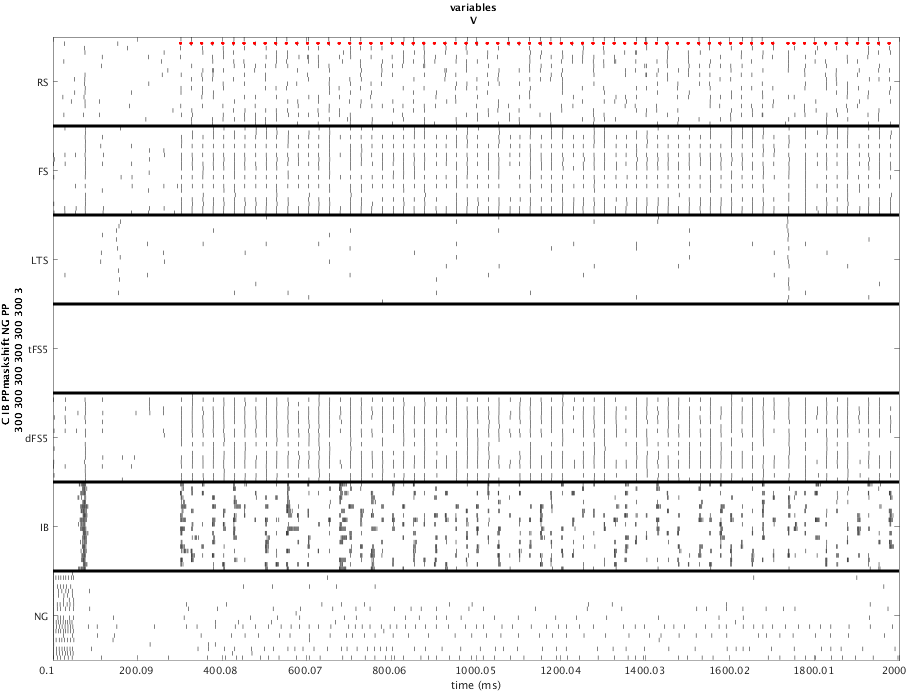 variables
V
RS
FS
LTS
tFS5
dFS5
IB
NG
C IB PPmaskshift NG PP
300 300 300 300 300 300 3
0.1 200.09 400.08 600.07 800.06 1000.05 1200.04 1400.03 1600.02 1800.01 2000
time (ms)